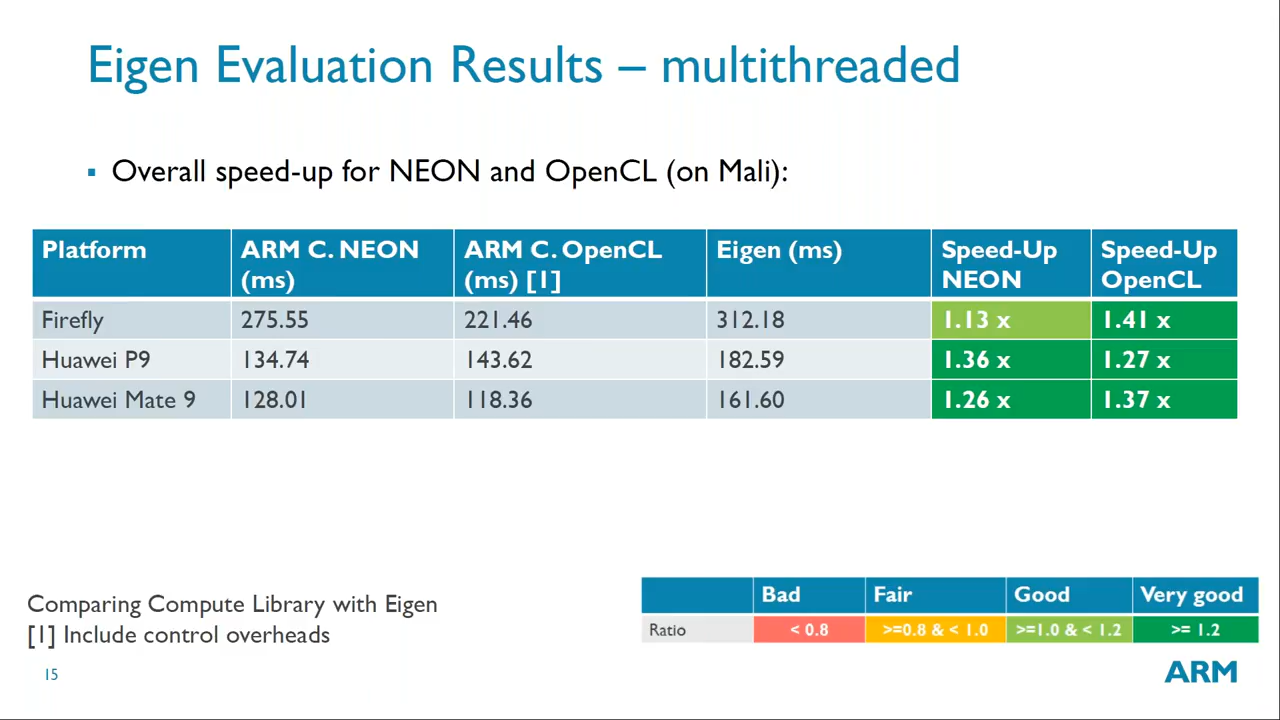 Eigen Evaluation Results – multithreaded
▪ Overall speed-up for NEON and OpenCL (on Mali):
Platform ARM C. NEON (ms) ARM C. OpenCL (ms) [1] Eigen (ms) Speed-Up NEON Speed-Up OpenCL
Firefly 275.55 221.46 312.18 1.13 x 1.41 x
Huawei P9 134.74 143.62 182.59 1.36 x 1.27 x
Huawei Mate 9 128.01 118.36 161.60 1.26 x 1.37 x
Comparing Compute Library with Eigen
[1] Include control overheads
Bad Fair Good Very good
Ratio < 0.8 >=0.8 & < 1.0 >=1.0 & < 1.2 >= 1.2
15
ARM